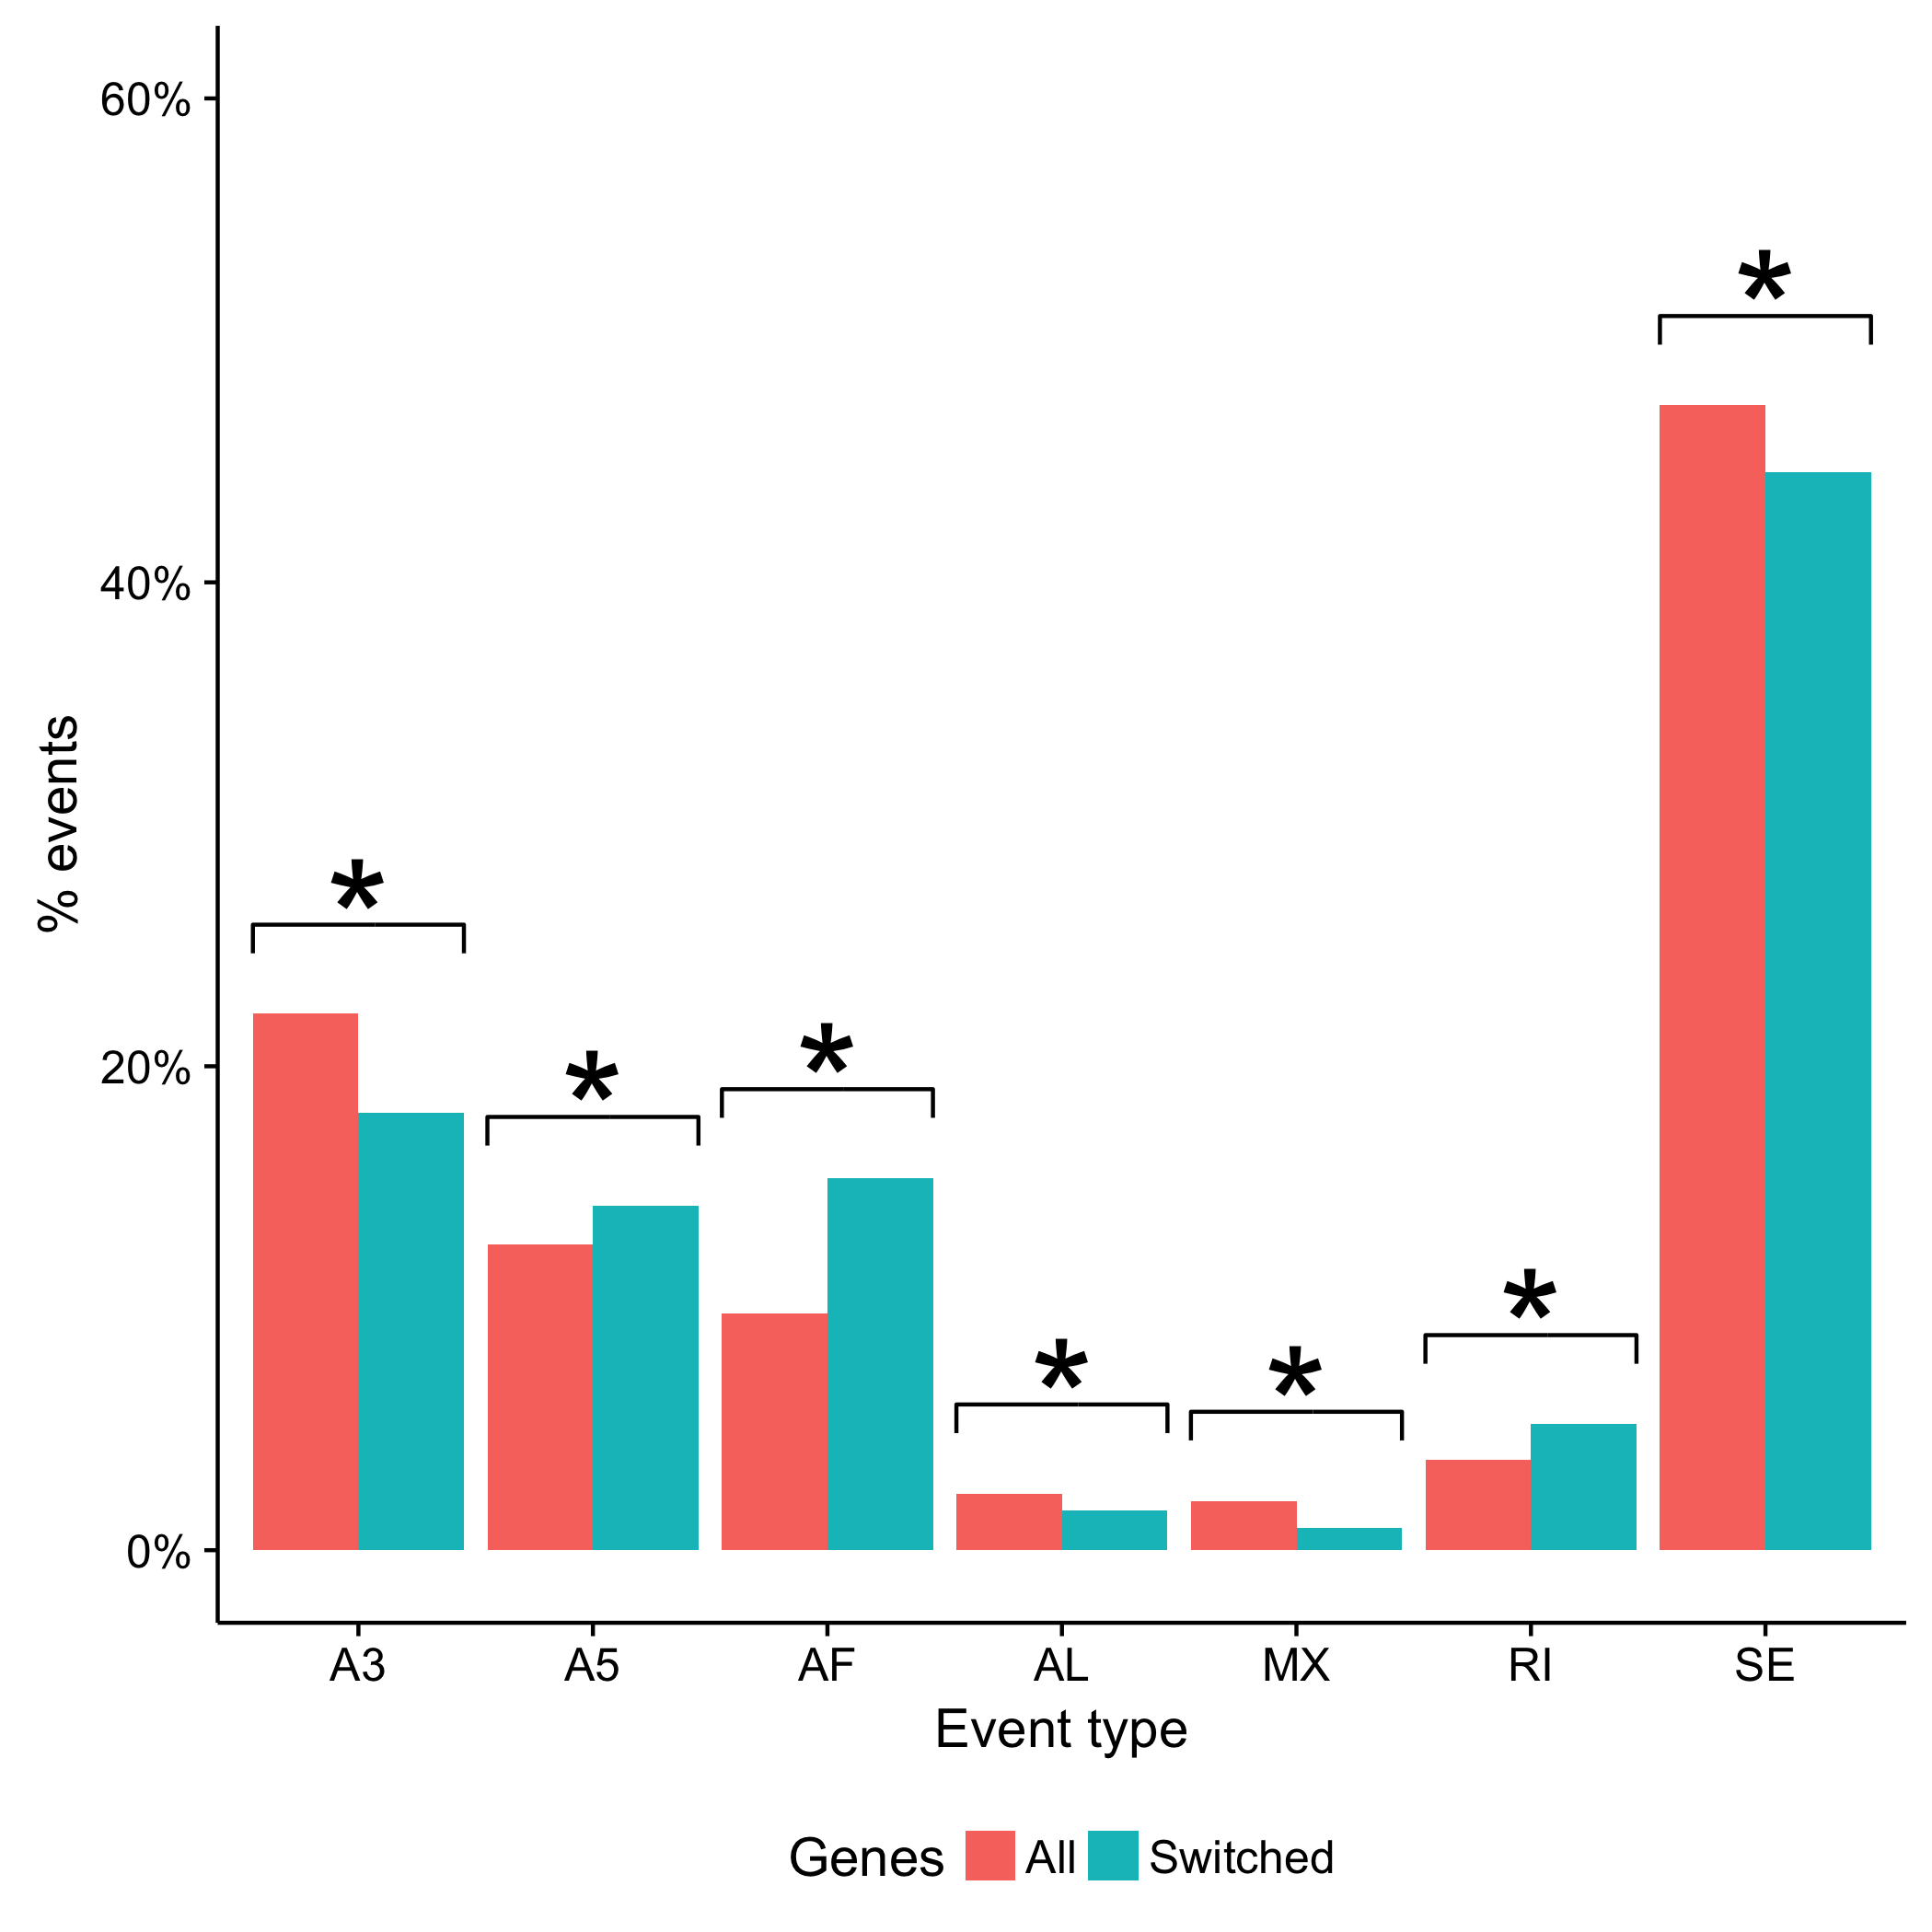 60%
40%
20%
0%
% events
*
*
*
*
*
*
*
A3 A5 AF AL MX RI SE
Event type
Genes All Switched